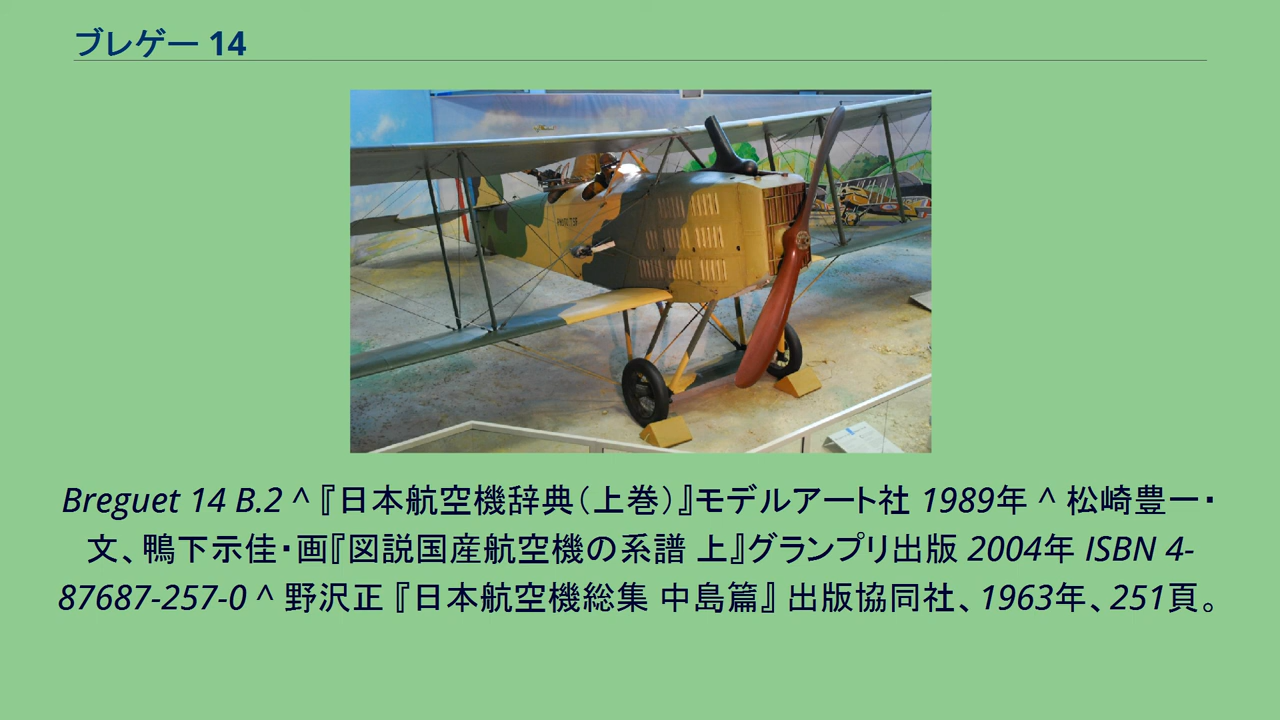 ブレゲー 14
Breguet 14 B.2 ^ 『日本航空機辞典（上巻）』モデルアート社 1989年 ^ 松崎豊一・
文、鴨下示佳・画『図説国産航空機の系譜 上』グランプリ出版 2004年 ISBN 4-
87687-257-0 ^ 野沢正 『日本航空機総集 中島篇』 出版協同社、1963年、251頁。